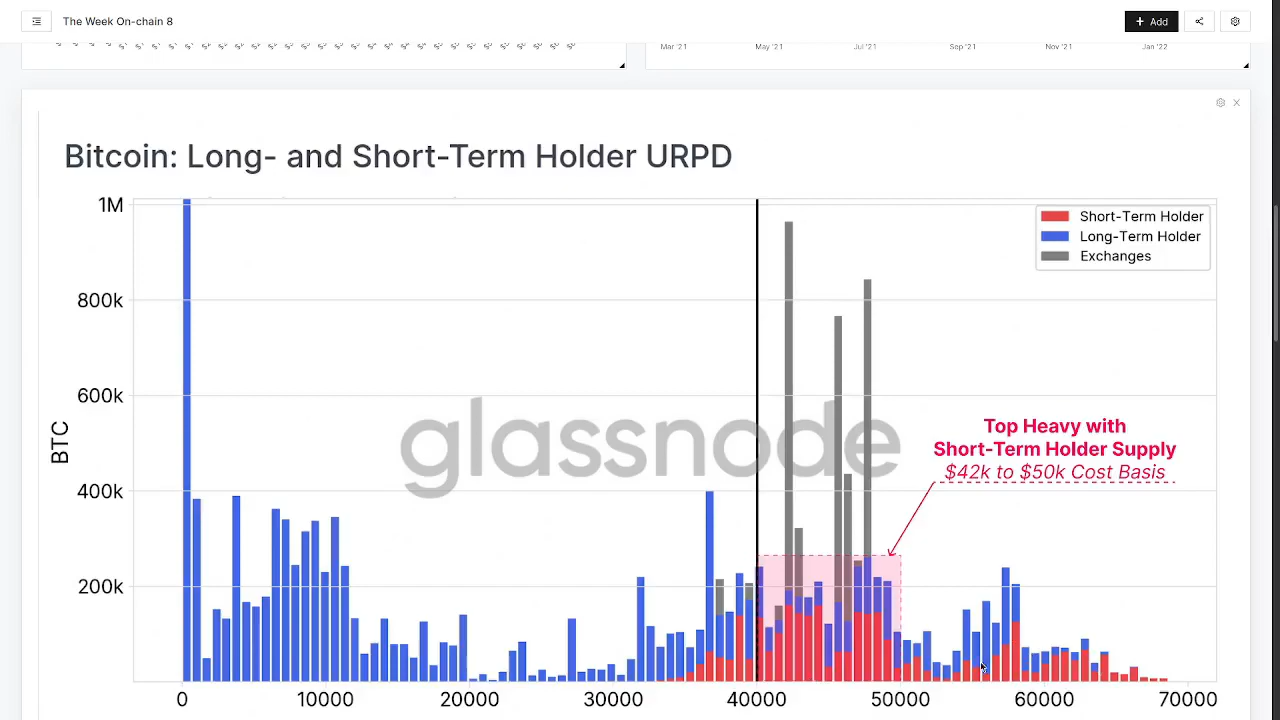 The Week On-chain 8
+ Add
Mar '21
May '21
Jul '21
Sep '21
Nov '21
Jan '22
Bitcoin: Long- and Short-Term Holder URPD
1M
800k
600k
400k
200k
BTC
Short-Term Holder
Long-Term Holder
Exchanges
glassnode
Top Heavy with
Short-Term Holder Supply
$42k to $50k Cost Basis
0
10000
20000
30000
40000
50000
60000
70000